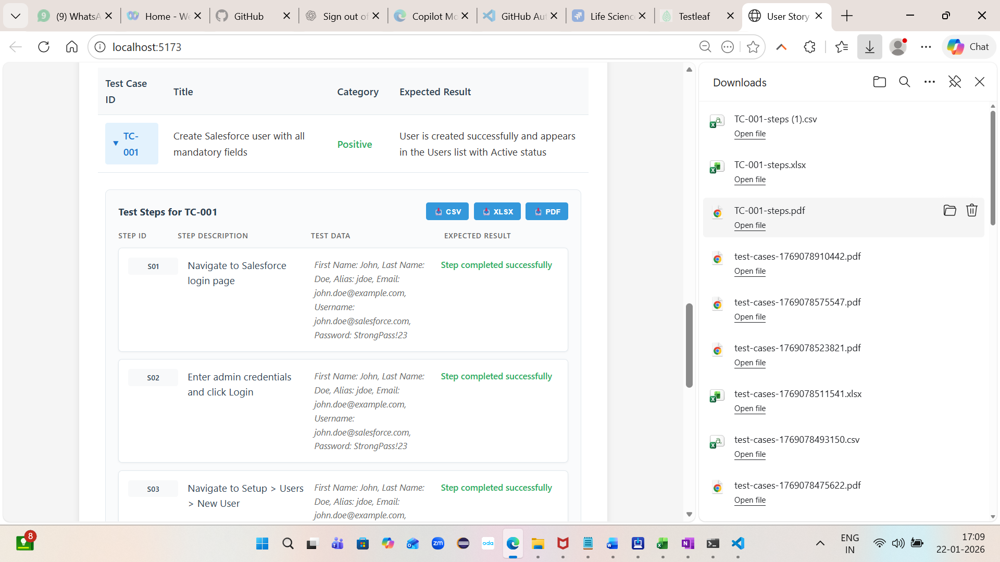 (9) WhatsA
Home - We
GitHub
Sign out of
Copilot Mo
GitHub Aut
Life Scienc
Testleaf
User Story
localhost:5173
Chat
Test Case ID
Title
Category
Expected Result
TC-
001
Create Salesforce user with all
mandatory fields
Positive
User is created successfully and appears
in the Users list with Active status
Test Steps for TC-001
CSV
XLSX
PDF
STEP ID
STEP DESCRIPTION
TEST DATA
EXPECTED RESULT
S01
Navigate to Salesforce
login page
First Name: John, Last Name:
Doe, Alias: jdoe, Email:
john.doe@example.com,
Username:
john.doe@salesforce.com,
Password: StrongPass!23
Step completed successfully
S02
Enter admin credentials
and click Login
First Name: John, Last Name:
Doe, Alias: jdoe, Email:
john.doe@example.com,
Username:
john.doe@salesforce.com,
Password: StrongPass!23
Step completed successfully
S03
Navigate to Setup > Users
> New User
First Name: John, Last Name:
Doe, Alias: jdoe, Email:
john.doe@example.com,
Step completed successfully
Downloads
TC-001-steps (1).csv
Open file
TC-001-steps.xlsx
Open file
TC-001-steps.pdf
Open file
test-cases-1769078910442.pdf
Open file
test-cases-1769078575547.pdf
Open file
test-cases-1769078523821.pdf
Open file
test-cases-1769078511541.xlsx
Open file
test-cases-1769078493150.csv
Open file
test-cases-1769078475622.pdf
Open file
8
zm
oda
ENG
IN
17:09
22-01-2026